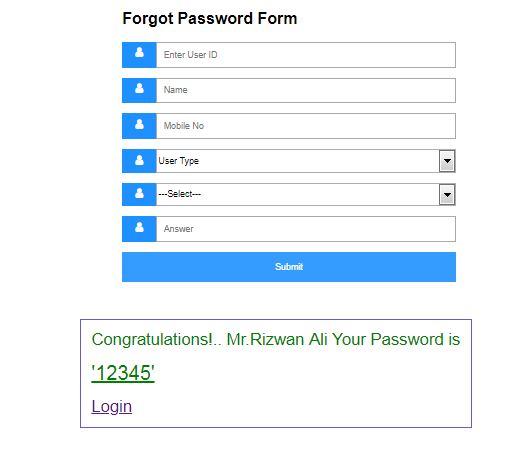 Forgot Password Form
Enter User ID
Name
Mobile No
User Type
---Select---
Answer
Submit
Congratulations!.. Mr.Rizwan Ali Your Password is
'12345'
Login